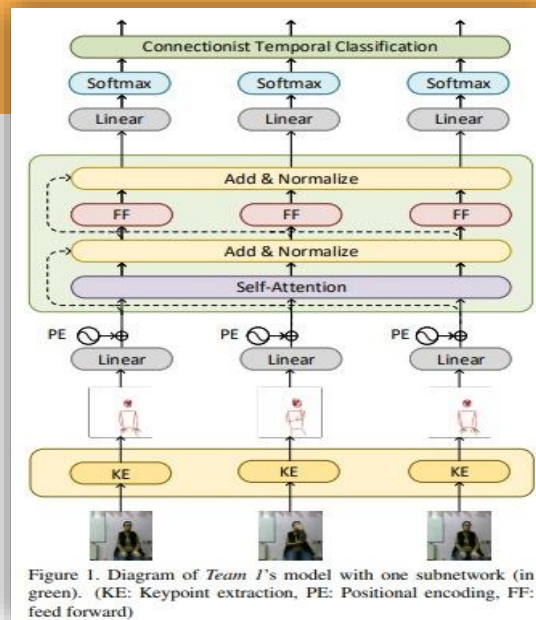 Connectionist Temporal Classification
Softmax Softmax Softmax
Linear Linear Linear
Add & Normalize
FF FF FF
Add & Normalize
Self-Attention
PE PE PE
Linear Linear Linear
KE KE KE
Figure 1. Diagram of Team 1's model with one subnetwork (in
green). (KE: Keypoint extraction, PE: Positional encoding, FF:
feed forward)